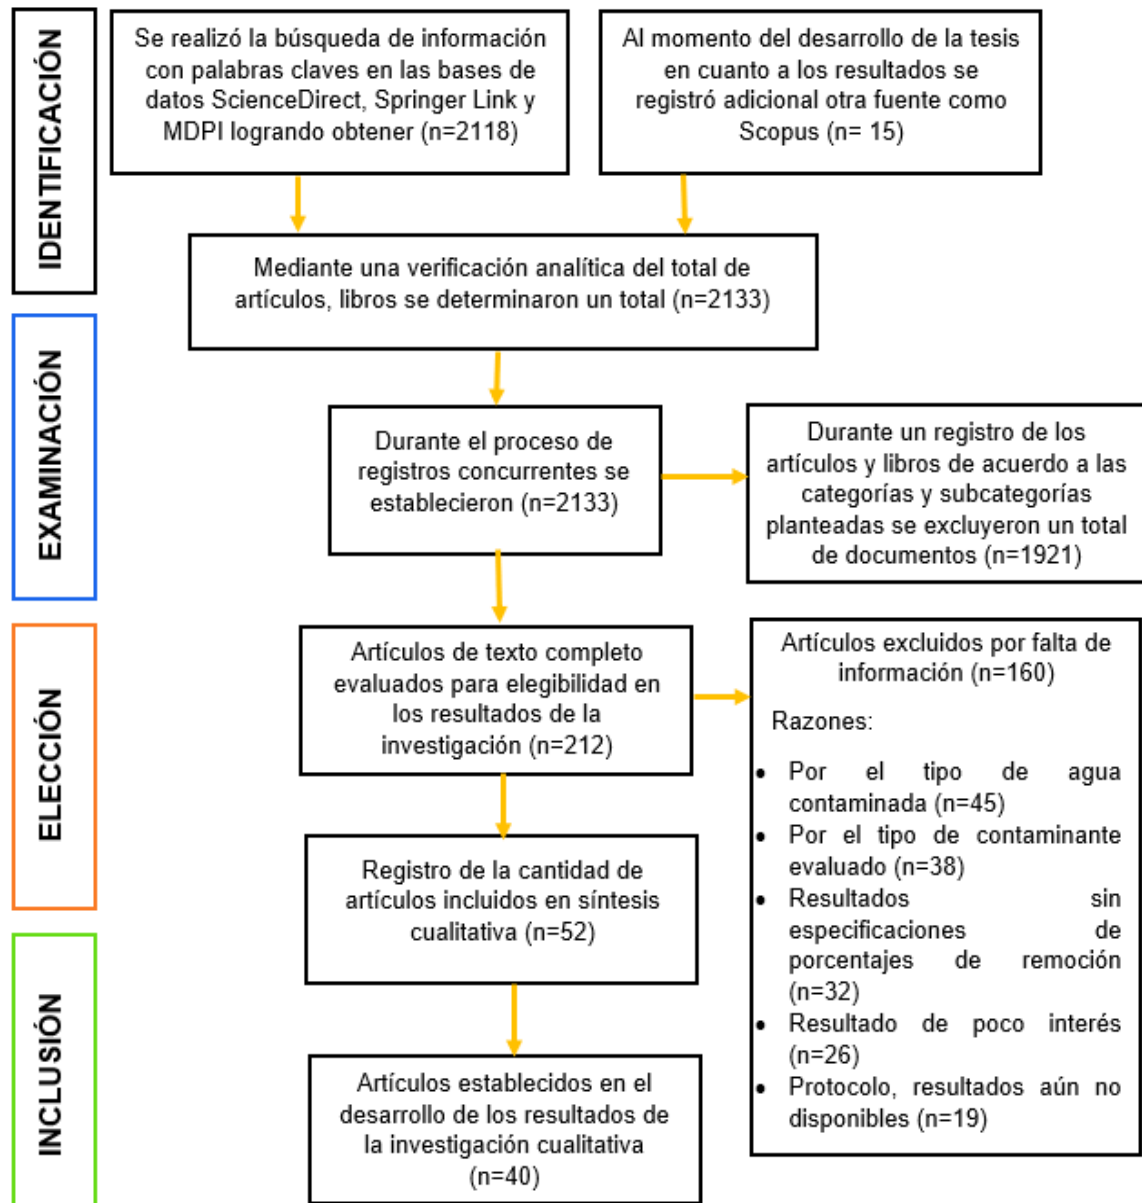 IDENTIFICACIÓN
Se realizó la búsqueda de información
con palabras claves en las bases de
datos ScienceDirect, Springer Link y
MDPI logrando obtener (n=2118)
Al momento del desarrollo de la tesis
en cuanto a los resultados se
registró adicional otra fuente como
Scopus (n= 15)
Mediante una verificación analítica del total de
artículos, libros se determinaron un total (n=2133)
EXAMINACIÓN
Durante el proceso de
registros concurrentes se
establecieron (n=2133)
Durante un registro de los
artículos y libros de acuerdo a las
categorías y subcategorías
planteadas se excluyeron un total
de documentos (n=1921)
ELECCIÓN
Artículos de texto completo
evaluados para elegibilidad en
los resultados de la
investigación (n=212)
Artículos excluidos por falta de
información (n=160)
Razones:
• Por el tipo de agua
contaminada (n=45)
• Por el tipo de contaminante
evaluado (n=38)
• Resultados sin
especificaciones de
porcentajes de remoción
(n=32)
• Resultado de poco interés
(n=26)
• Protocolo, resultados aún no
disponibles (n=19)
Registro de la cantidad de
artículos incluidos en síntesis
cualitativa (n=52)
INCLUSIÓN
Artículos establecidos en el
desarrollo de los resultados de
la investigación cualitativa
(n=40)